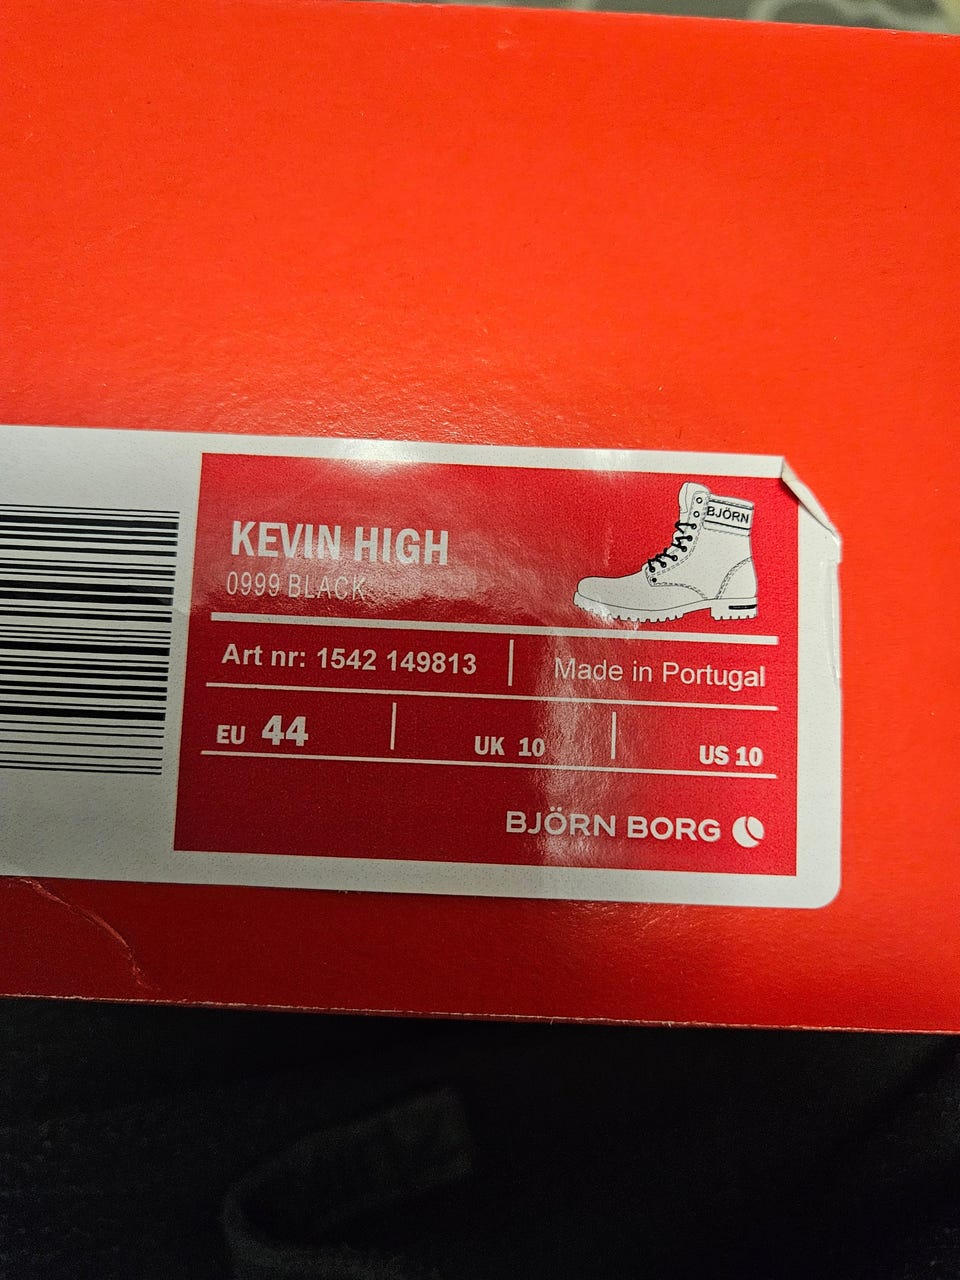 BJÖRN
KEVIN HIGH
0999 BLACK
Art nr: 1542 149813
Made in Portugal
EU 44
UK 10
US 10
BJÖRN BORG